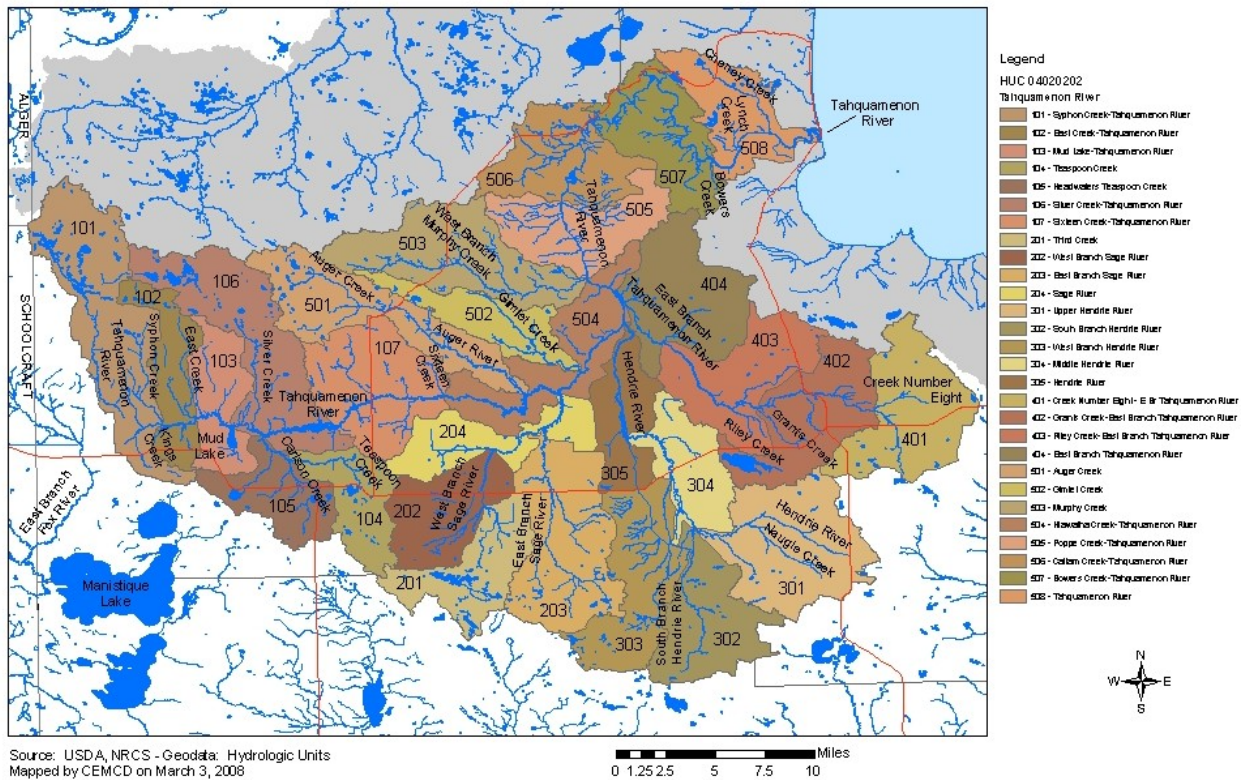 Legend
HUC 04020202
Tahquamenon River
101 - Syphon Creek-Tahquamenon River
102 - East Creek-Tahquamenon River
103 - Mud Lake-Tahquamenon River
104 - Teaspoon Creek
105 - Headwaters Teaspoon Creek
106 - Silver Creek-Tahquamenon River
107 - Sixteen Creek-Tahquamenon River
201 - Third Creek
202 - West Branch Sage River
203 - East Branch Sage River
204 - Sage River
301 - Upper Hendrie River
302 - South Branch Hendrie River
303 - West Branch Hendrie River
304 - Middle Hendrie River
305 - Hendrie River
401 - Creek Number Eight - E Br Tahquamenon River
402 - Grants Creek-East Branch Tahquamenon River
403 - Riley Creek-East Branch Tahquamenon River
404 - East Branch Tahquamenon River
501 - Auger Creek
502 - Gimlet Creek
503 - Murphy Creek
504 - Hiawatha Creek-Tahquamenon River
505 - Popps Creek-Tahquamenon River
506 - Callam Creek-Tahquamenon River
507 - Bowers Creek-Tahquamenon River
508 - Tahquamenon River
AUGER
SCHOOLCRAFT
Cheney Creek
Lynch
Creek
508
Tahquamenon
River
506
507
Bowers
Creek
Tahquamenon
River
505
101
503
West Branch
Murphy Creek
106
Auger Creek
501
404
East Branch
Tahquamenon River
102
502
Gimlet Creek
504
403
402
Tahquamenon
River
Syphon Creek
East Creek
103
Silver Creek
107
Auger River
Sixteen
Creek
Hendrie River
Creek Number
Eight
Tahquamenon
River
Grants Creek
Riley Creek
401
Kings
Creek
Mud
Lake
204
Carlson Creek
Teaspoon
Creek
305
304
East Branch
Fox River
105
104
202
West Branch
Sage River
East Branch
Sage River
Hendrie River
Naugle Creek
301
Manistique
Lake
201
203
303
South Branch
Hendrie River
302
N
W E
S
Source: USDA, NRCS - Geodata: Hydrologic Units
Mapped by CEMCD on March 3, 2008
Miles
0 1.25 2.5 5 7.5 10